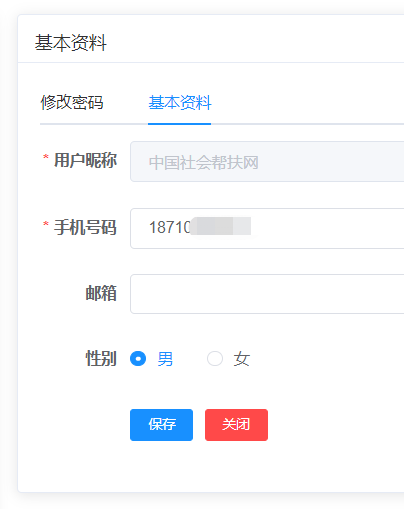 基本资料
修改密码 基本资料
* 用户昵称 中国社会帮扶网
* 手机号码 18710
邮箱
性别 男 女
保存 关闭